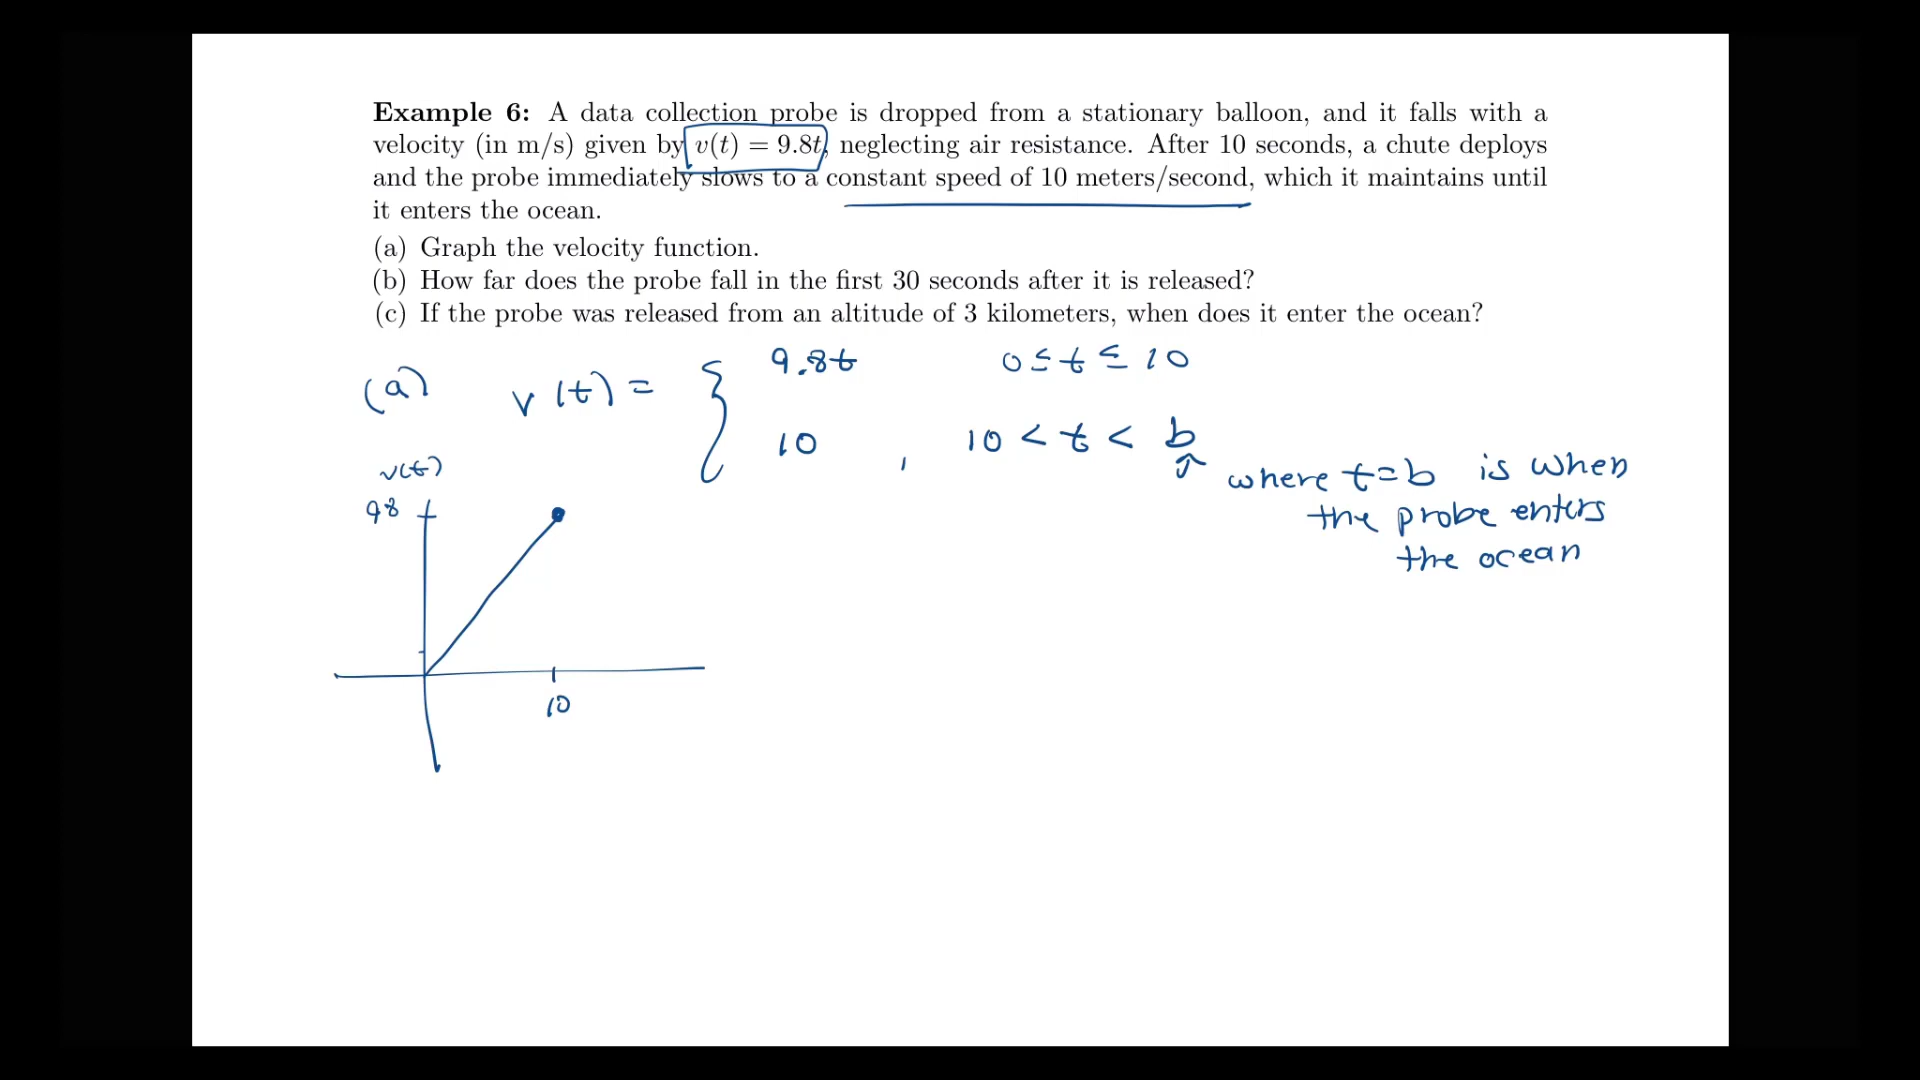 Example 6: A data collection probe is dropped from a stationary balloon, and it falls with a
velocity (in m/s) given by v(t) = 9.8t, neglecting air resistance. After 10 seconds, a chute deploys
and the probe immediately slows to a constant speed of 10 meters/second, which it maintains until
it enters the ocean.
(a) Graph the velocity function.
(b) How far does the probe fall in the first 30 seconds after it is released?
(c) If the probe was released from an altitude of 3 kilometers, when does it enter the ocean?
9.8t 0 ≤ t ≤ 10
(a) v(t) = {
10 , 10 < t < b
where t=b is when
the probe enters
the ocean
v(t)
98
10